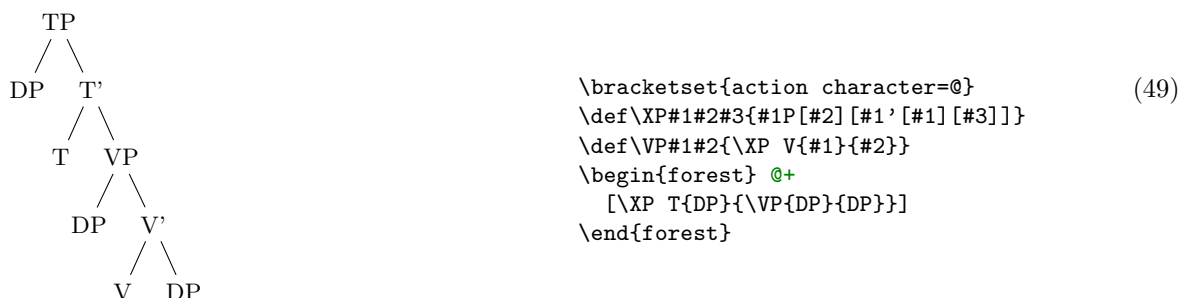 TP
DP T'
T VP
DP V'
V DP
\bracketset{action character=@}
\def\XP#1#2#3{#1P[#2][#1'[#1][#3]]}
\def\VP#1#2{\XP V{#1}{#2}}
\begin{forest} @+
[\XP T{DP}{\VP{DP}{DP}}]
\end{forest}
(49)